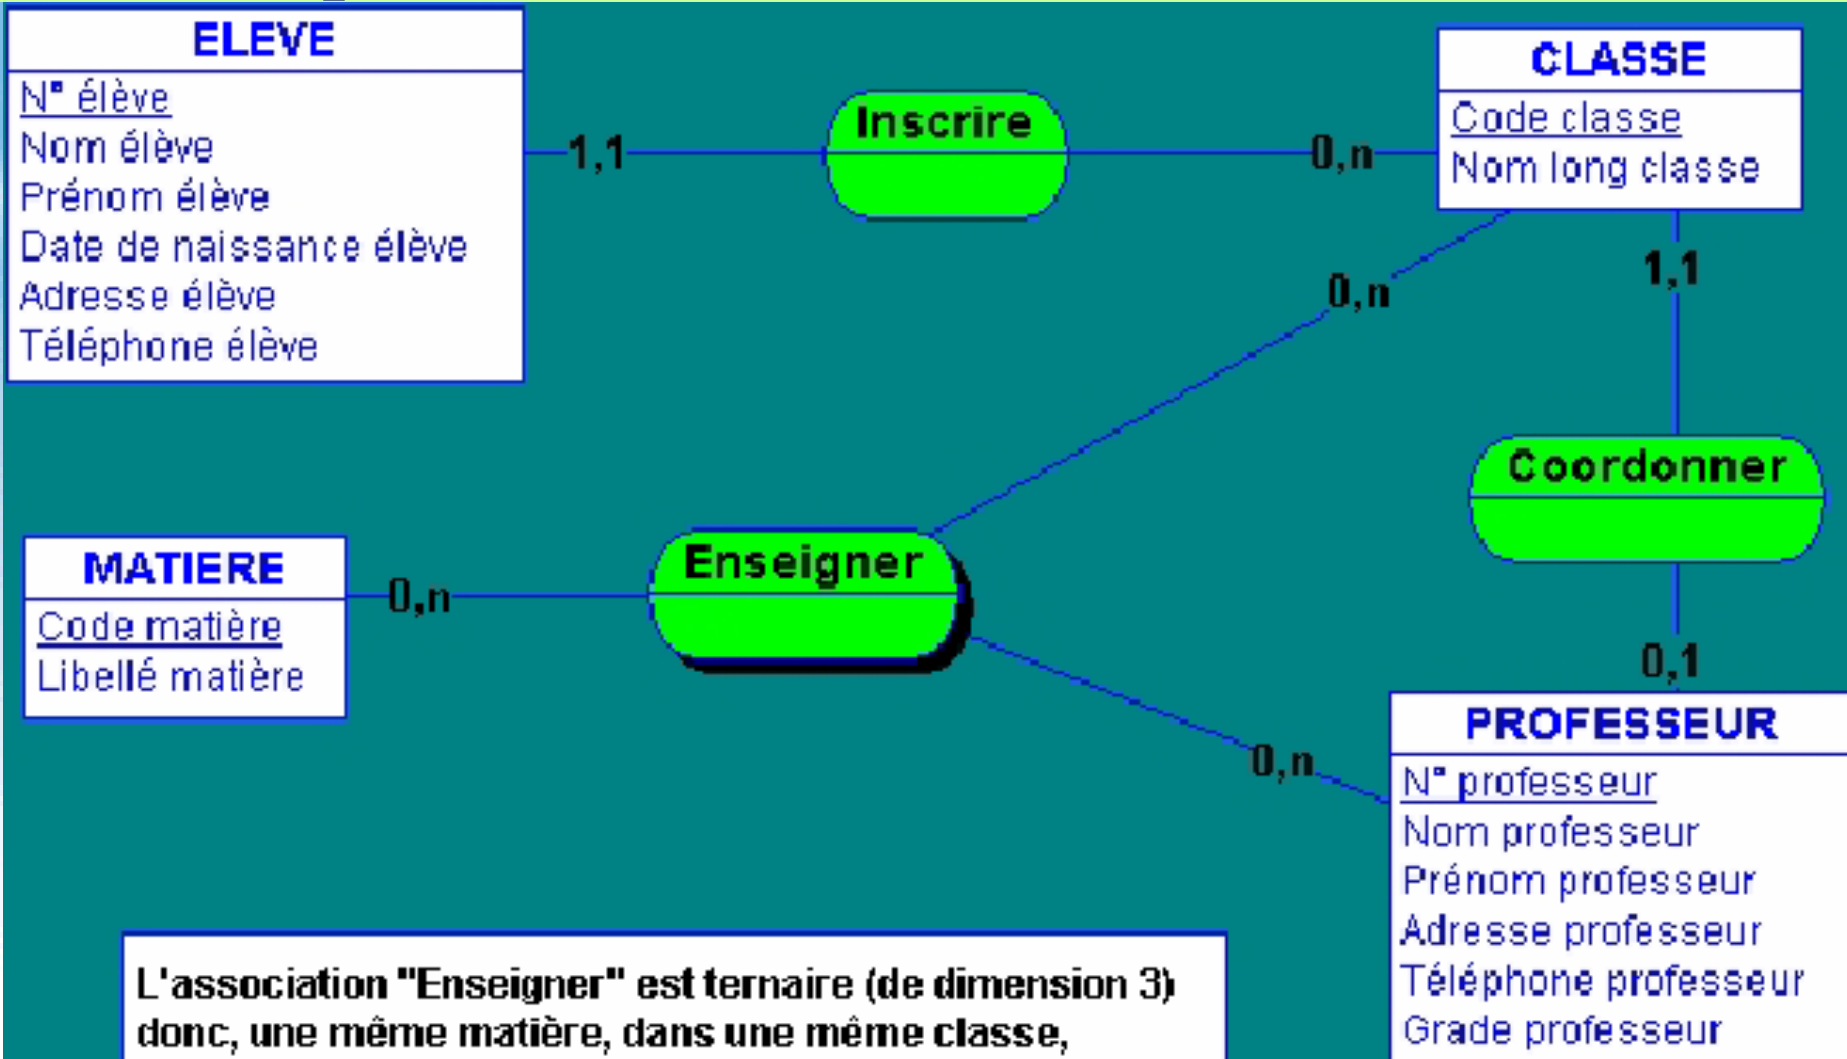 ELEVE
N° élève
Nom élève
Prénom élève
Date de naissance élève
Adresse élève
Téléphone élève
1,1
Inscrire
0,n
CLASSE
Code classe
Nom long classe
0,n
1,1
Coordonner
0,1
MATIERE
Code matière
Libellé matière
0,n
Enseigner
0,n
PROFESSEUR
N° professeur
Nom professeur
Prénom professeur
Adresse professeur
Téléphone professeur
Grade professeur
L'association "Enseigner" est ternaire (de dimension 3)
donc, une même matière, dans une même classe,